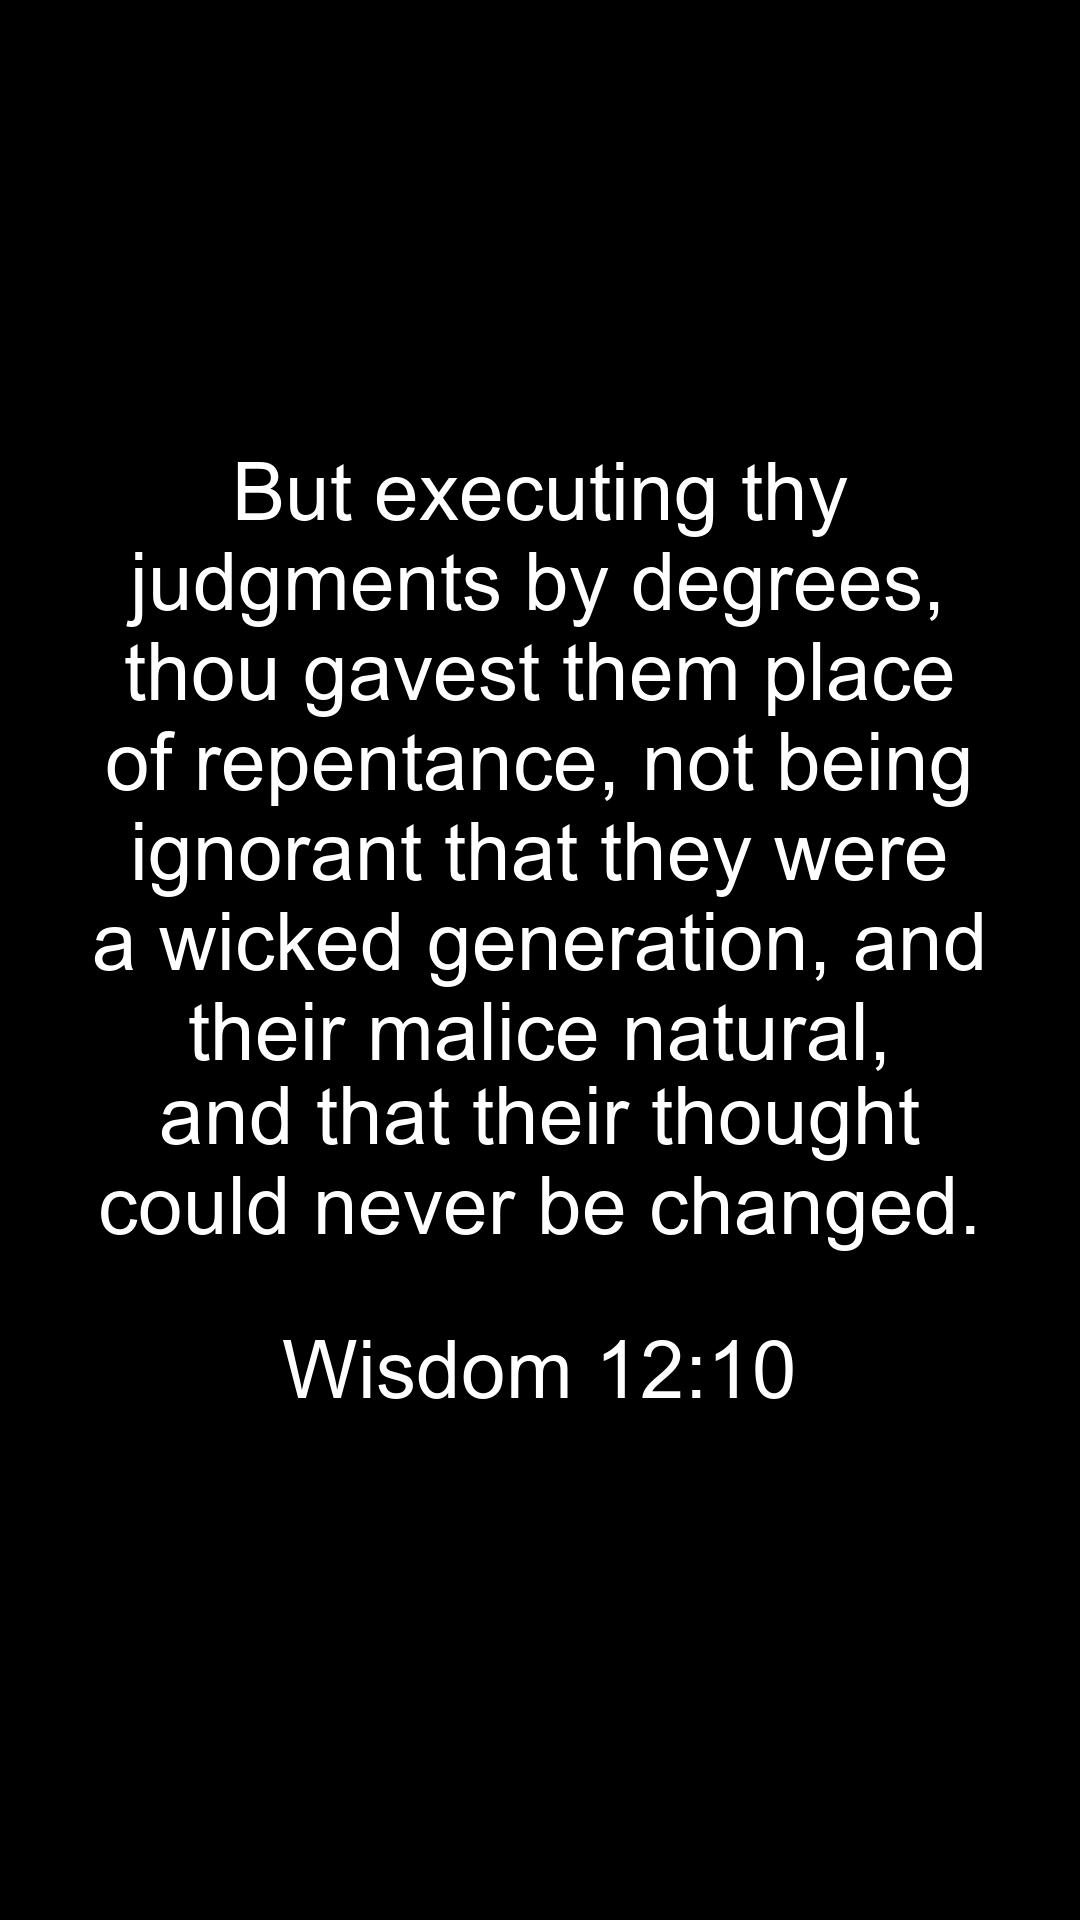 But executing thy
judgments by degrees,
thou gavest them place
of repentance, not being
ignorant that they were
a wicked generation, and
their malice natural,
and that their thought
could never be changed.
Wisdom 12:10